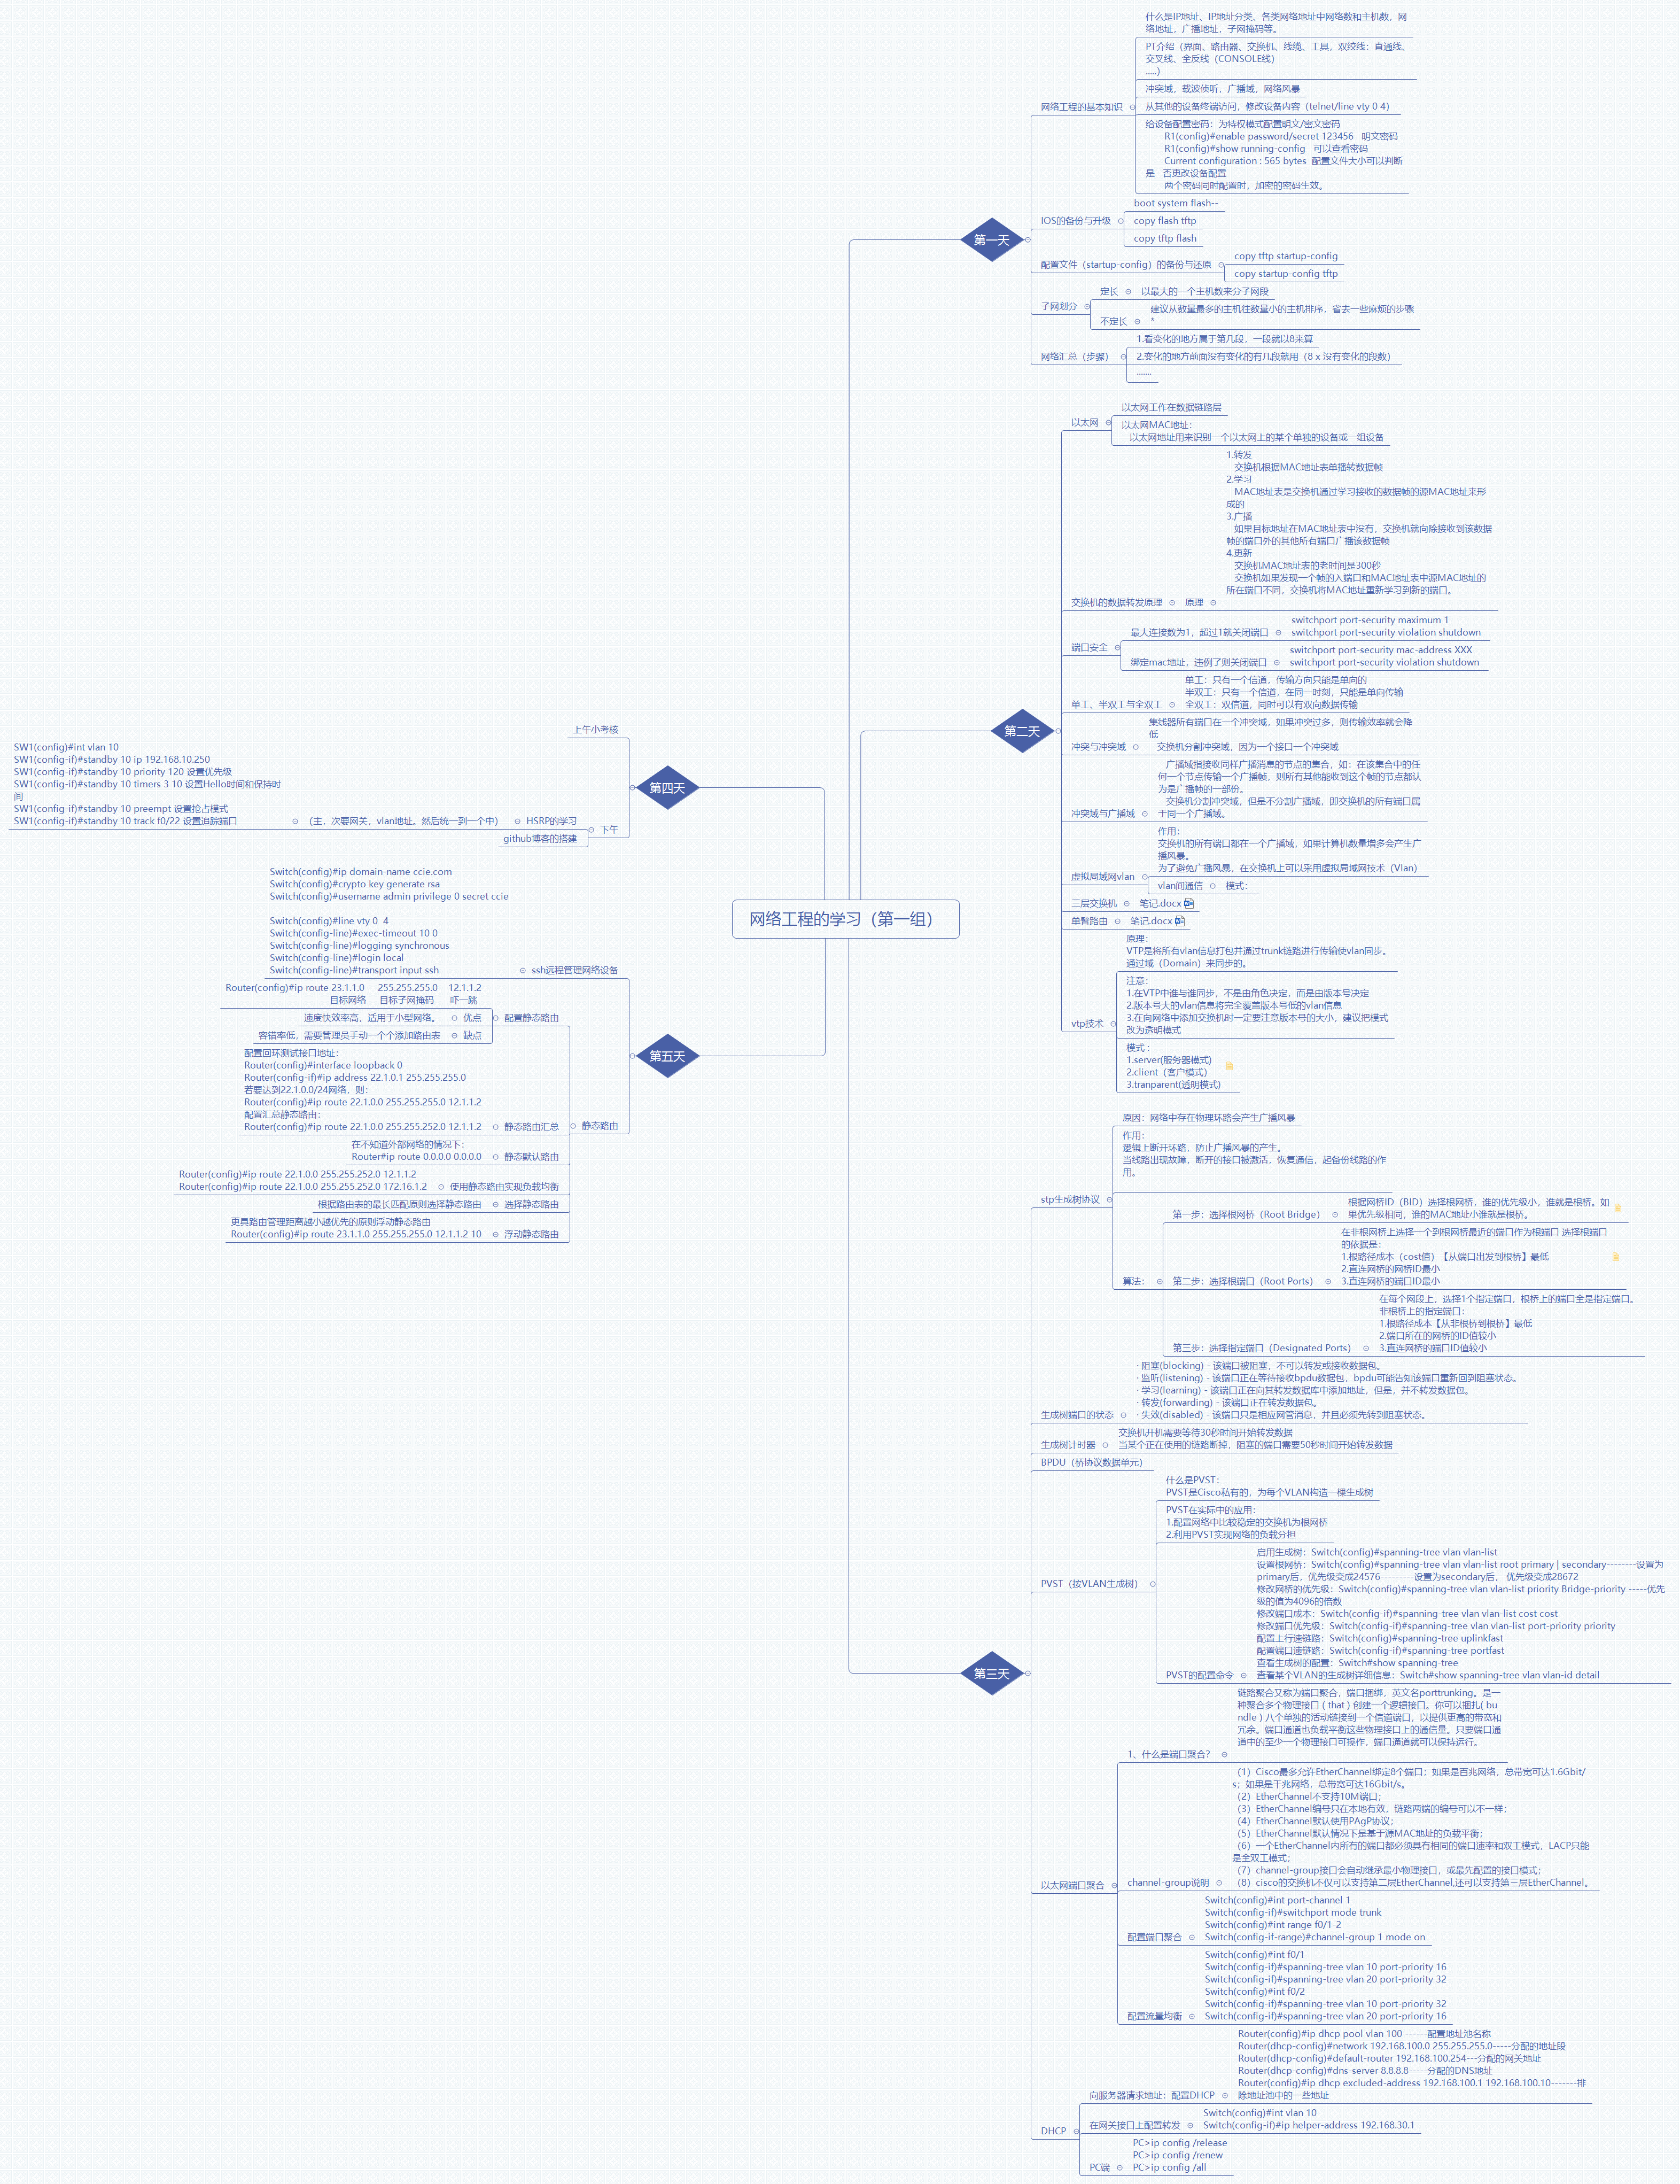 网络工程的学习（第一组）
第一天
网络工程的基本知识
什么是IP地址、IP地址分类、各类网络地址中网络数和主机数，网
络地址，广播地址，子网掩码等。
PT介绍（界面、路由器、交换机、线缆、工具，双绞线：直通线、
交叉线、全反线（CONSOLE线）
......）
冲突域，载波侦听，广播域，网络风暴
从其他的设备终端访问，修改设备内容（telnet/line vty 0 4）
给设备配置密码：为特权模式配置明文/密文密码
R1(config)#enable password/secret 123456 明文密码
R1(config)#show running-config 可以查看密码
Current configuration : 565 bytes 配置文件大小可以判断
是 否更改设备配置
两个密码同时配置时，加密的密码生效。
IOS的备份与升级
boot system flash--
copy flash tftp
copy tftp flash
配置文件（startup-config）的备份与还原
copy tftp startup-config
copy startup-config tftp
子网划分
定长
以最大的一个主机数来分子网段
不定长
建议从数量最多的主机往数量小的主机排序，省去一些麻烦的步骤
*
网络汇总（步骤）
1.看变化的地方属于第几段，一段就以8来算
2.变化的地方前面没有变化的有几段就用（8 x 没有变化的段数）
........
第二天
以太网
以太网工作在数据链路层
以太网MAC地址：
以太网地址用来识别一个以太网上的某个单独的设备或一组设备
交换机的数据转发原理
原理
1.转发
交换机根据MAC地址表单播转数据帧
2.学习
MAC地址表是交换机通过学习接收的数据帧的源MAC地址来形
成的
3.广播
如果目标地址在MAC地址表中没有，交换机就向除接收到该数据
帧的端口外的其他所有端口广播该数据帧
4.更新
交换机MAC地址表的老时间是300秒
交换机如果发现一个帧的入端口和MAC地址表中源MAC地址的
所在端口不同，交换机将MAC地址重新学习到新的端口。
端口安全
最大连接数为1，超过1就关闭端口
switchport port-security maximum 1
switchport port-security violation shutdown
绑定mac地址，违例了则关闭端口
switchport port-security mac-address XXX
switchport port-security violation shutdown
单工、半双工与全双工
单工：只有一个信道，传输方向只能是单向的
半双工：只有一个信道，在同一时刻，只能是单向传输
全双工：双信道，同时可以有双向数据传输
冲突与冲突域
集线器所有端口在一个冲突域，如果冲突过多，则传输效率就会降
低
交换机分割冲突域，因为一个接口一个冲突域
冲突域与广播域
广播域指接收同样广播消息的节点的集合，如：在该集合中的任
何一个节点传输一个广播帧，则所有其他能收到这个帧的节点都认
为是广播帧的一部份。
交换机分割冲突域，但是不分割广播域，即交换机的所有端口属
于同一个广播域。
虚拟局域网vlan
作用：
交换机的所有端口都在一个广播域，如果计算机数量增多会产生广
播风暴。
为了避免广播风暴，在交换机上可以采用虚拟局域网技术（Vlan）
vlan间通信
模式：
三层交换机
笔记.docx
单臂路由
笔记.docx
vtp技术
原理：
VTP是将所有vlan信息打包并通过trunk链路进行传输使vlan同步。
通过域（Domain）来同步的。
注意：
1.在VTP中谁与谁同步，不是由角色决定，而是由版本号决定
2.版本号大的vlan信息将完全覆盖版本号低的vlan信息
3.在向网络中添加交换机时一定要注意版本号的大小，建议把模式
改为透明模式
模式 :
1.server(服务器模式)
2.client（客户模式）
3.tranparent(透明模式)
第三天
stp生成树协议
原因：网络中存在物理环路会产生广播风暴
作用：
逻辑上断开环路，防止广播风暴的产生。
当线路出现故障，断开的接口被激活，恢复通信，起备份线路的作
用。
算法：
第一步：选择根网桥（Root Bridge）
根据网桥ID（BID）选择根网桥，谁的优先级小，谁就是根桥。如
果优先级相同，谁的MAC地址小谁就是根桥。
第二步：选择根端口（Root Ports）
在非根网桥上选择一个到根网桥最近的端口作为根端口 选择根端口
的依据是：
1.根路径成本（cost值）【从端口出发到根桥】最低
2.直连网桥的网桥ID最小
3.直连网桥的端口ID最小
第三步：选择指定端口（Designated Ports）
在每个网段上，选择1个指定端口，根桥上的端口全是指定端口。
非根桥上的指定端口：
1.根路径成本【从非根桥到根桥】最低
2.端口所在的网桥的ID值较小
3.直连网桥的端口ID值较小
生成树端口的状态
· 阻塞(blocking) - 该端口被阻塞，不可以转发或接收数据包。
· 监听(listening) - 该端口正在等待接收bpdu数据包，bpdu可能告知该端口重新回到阻塞状态。
· 学习(learning) - 该端口正在向其转发数据库中添加地址，但是，并不转发数据包。
· 转发(forwarding) - 该端口正在转发数据包。
· 失效(disabled) - 该端口只是相应网管消息，并且必须先转到阻塞状态。
生成树计时器
交换机开机需要等待30秒时间开始转发数据
当某个正在使用的链路断掉，阻塞的端口需要50秒时间开始转发数据
BPDU（桥协议数据单元）
PVST（按VLAN生成树）
什么是PVST：
PVST是Cisco私有的，为每个VLAN构造一棵生成树
PVST在实际中的应用：
1.配置网络中比较稳定的交换机为根网桥
2.利用PVST实现网络的负载分担
PVST的配置命令
启用生成树：Switch(config)#spanning-tree vlan vlan-list
设置根网桥：Switch(config)#spanning-tree vlan vlan-list root primary | secondary--------设置为
primary后，优先级变成24576---------设置为secondary后， 优先级变成28672
修改网桥的优先级：Switch(config)#spanning-tree vlan vlan-list priority Bridge-priority -----优先
级的值为4096的倍数
修改端口成本：Switch(config-if)#spanning-tree vlan vlan-list cost cost
修改端口优先级：Switch(config-if)#spanning-tree vlan vlan-list port-priority priority
配置上行速链路：Switch(config)#spanning-tree uplinkfast
配置端口速链路：Switch(config-if)#spanning-tree portfast
查看生成树的配置：Switch#show spanning-tree
查看某个VLAN的生成树详细信息：Switch#show spanning-tree vlan vlan-id detail
以太网端口聚合
1、什么是端口聚合？
链路聚合又称为端口聚合，端口捆绑，英文名porttrunking。是一
种聚合多个物理接口 ( that ) 创建一个逻辑接口。你可以捆扎( bu
ndle ) 八个单独的活动链接到一个信道端口，以提供更高的带宽和
冗余。端口通道也负载平衡这些物理接口上的通信量。只要端口通
道中的至少一个物理接口可操作，端口通道就可以保持运行。
channel-group说明
（1）Cisco最多允许EtherChannel绑定8个端口；如果是百兆网络，总带宽可达1.6Gbit/
s；如果是千兆网络，总带宽可达16Gbit/s。
（2）EtherChannel不支持10M端口；
（3）EtherChannel编号只在本地有效，链路两端的编号可以不一样；
（4）EtherChannel默认使用PAgP协议；
（5）EtherChannel默认情况下是基于源MAC地址的负载平衡；
（6）一个EtherChannel内所有的端口都必须具有相同的端口速率和双工模式，LACP只能
是全双工模式；
（7）channel-group接口会自动继承最小物理接口，或最先配置的接口模式；
（8）cisco的交换机不仅可以支持第二层EtherChannel,还可以支持第三层EtherChannel。
配置端口聚合
Switch(config)#int port-channel 1
Switch(config-if)#switchport mode trunk
Switch(config)#int range f0/1-2
Switch(config-if-range)#channel-group 1 mode on
配置流量均衡
Switch(config)#int f0/1
Switch(config-if)#spanning-tree vlan 10 port-priority 16
Switch(config-if)#spanning-tree vlan 20 port-priority 32
Switch(config)#int f0/2
Switch(config-if)#spanning-tree vlan 10 port-priority 32
Switch(config-if)#spanning-tree vlan 20 port-priority 16
DHCP
向服务器请求地址：配置DHCP
Router(config)#ip dhcp pool vlan 100 ------配置地址池名称
Router(dhcp-config)#network 192.168.100.0 255.255.255.0-----分配的地址段
Router(dhcp-config)#default-router 192.168.100.254---分配的网关地址
Router(dhcp-config)#dns-server 8.8.8.8-----分配的DNS地址
Router(config)#ip dhcp excluded-address 192.168.100.1 192.168.100.10-------排
除地址池中的一些地址
在网关接口上配置转发
Switch(config)#int vlan 10
Switch(config-if)#ip helper-address 192.168.30.1
PC端
PC>ip config /release
PC>ip config /renew
PC>ip config /all
第四天
上午小考核
下午
HSRP的学习
（主，次要网关，vlan地址。然后统一到一个中）
SW1(config)#int vlan 10
SW1(config-if)#standby 10 ip 192.168.10.250
SW1(config-if)#standby 10 priority 120 设置优先级
SW1(config-if)#standby 10 timers 3 10 设置Hello时间和保持时
间
SW1(config-if)#standby 10 preempt 设置抢占模式
SW1(config-if)#standby 10 track f0/22 设置追踪端口
github博客的搭建
第五天
ssh远程管理网络设备
Switch(config)#ip domain-name ccie.com
Switch(config)#crypto key generate rsa
Switch(config)#username admin privilege 0 secret ccie
Switch(config)#line vty 0 4
Switch(config-line)#exec-timeout 10 0
Switch(config-line)#logging synchronous
Switch(config-line)#login local
Switch(config-line)#transport input ssh
静态路由
配置静态路由
Router(config)#ip route 23.1.1.0 255.255.255.0 12.1.1.2
目标网络 目标子网掩码 吓一跳
优点
速度快效率高，适用于小型网络。
缺点
容错率低，需要管理员手动一个个添加路由表
静态路由汇总
配置回环测试接口地址：
Router(config)#interface loopback 0
Router(config-if)#ip address 22.1.0.1 255.255.255.0
若要达到22.1.0.0/24网络，则：
Router(config)#ip route 22.1.0.0 255.255.255.0 12.1.1.2
配置汇总静态路由：
Router(config)#ip route 22.1.0.0 255.255.252.0 12.1.1.2
静态默认路由
在不知道外部网络的情况下：
Router#ip route 0.0.0.0 0.0.0.0
使用静态路由实现负载均衡
Router(config)#ip route 22.1.0.0 255.255.252.0 12.1.1.2
Router(config)#ip route 22.1.0.0 255.255.252.0 172.16.1.2
选择静态路由
根据路由表的最长匹配原则选择静态路由
浮动静态路由
更具路由管理距离越小越优先的原则浮动静态路由
Router(config)#ip route 23.1.1.0 255.255.255.0 12.1.1.2 10